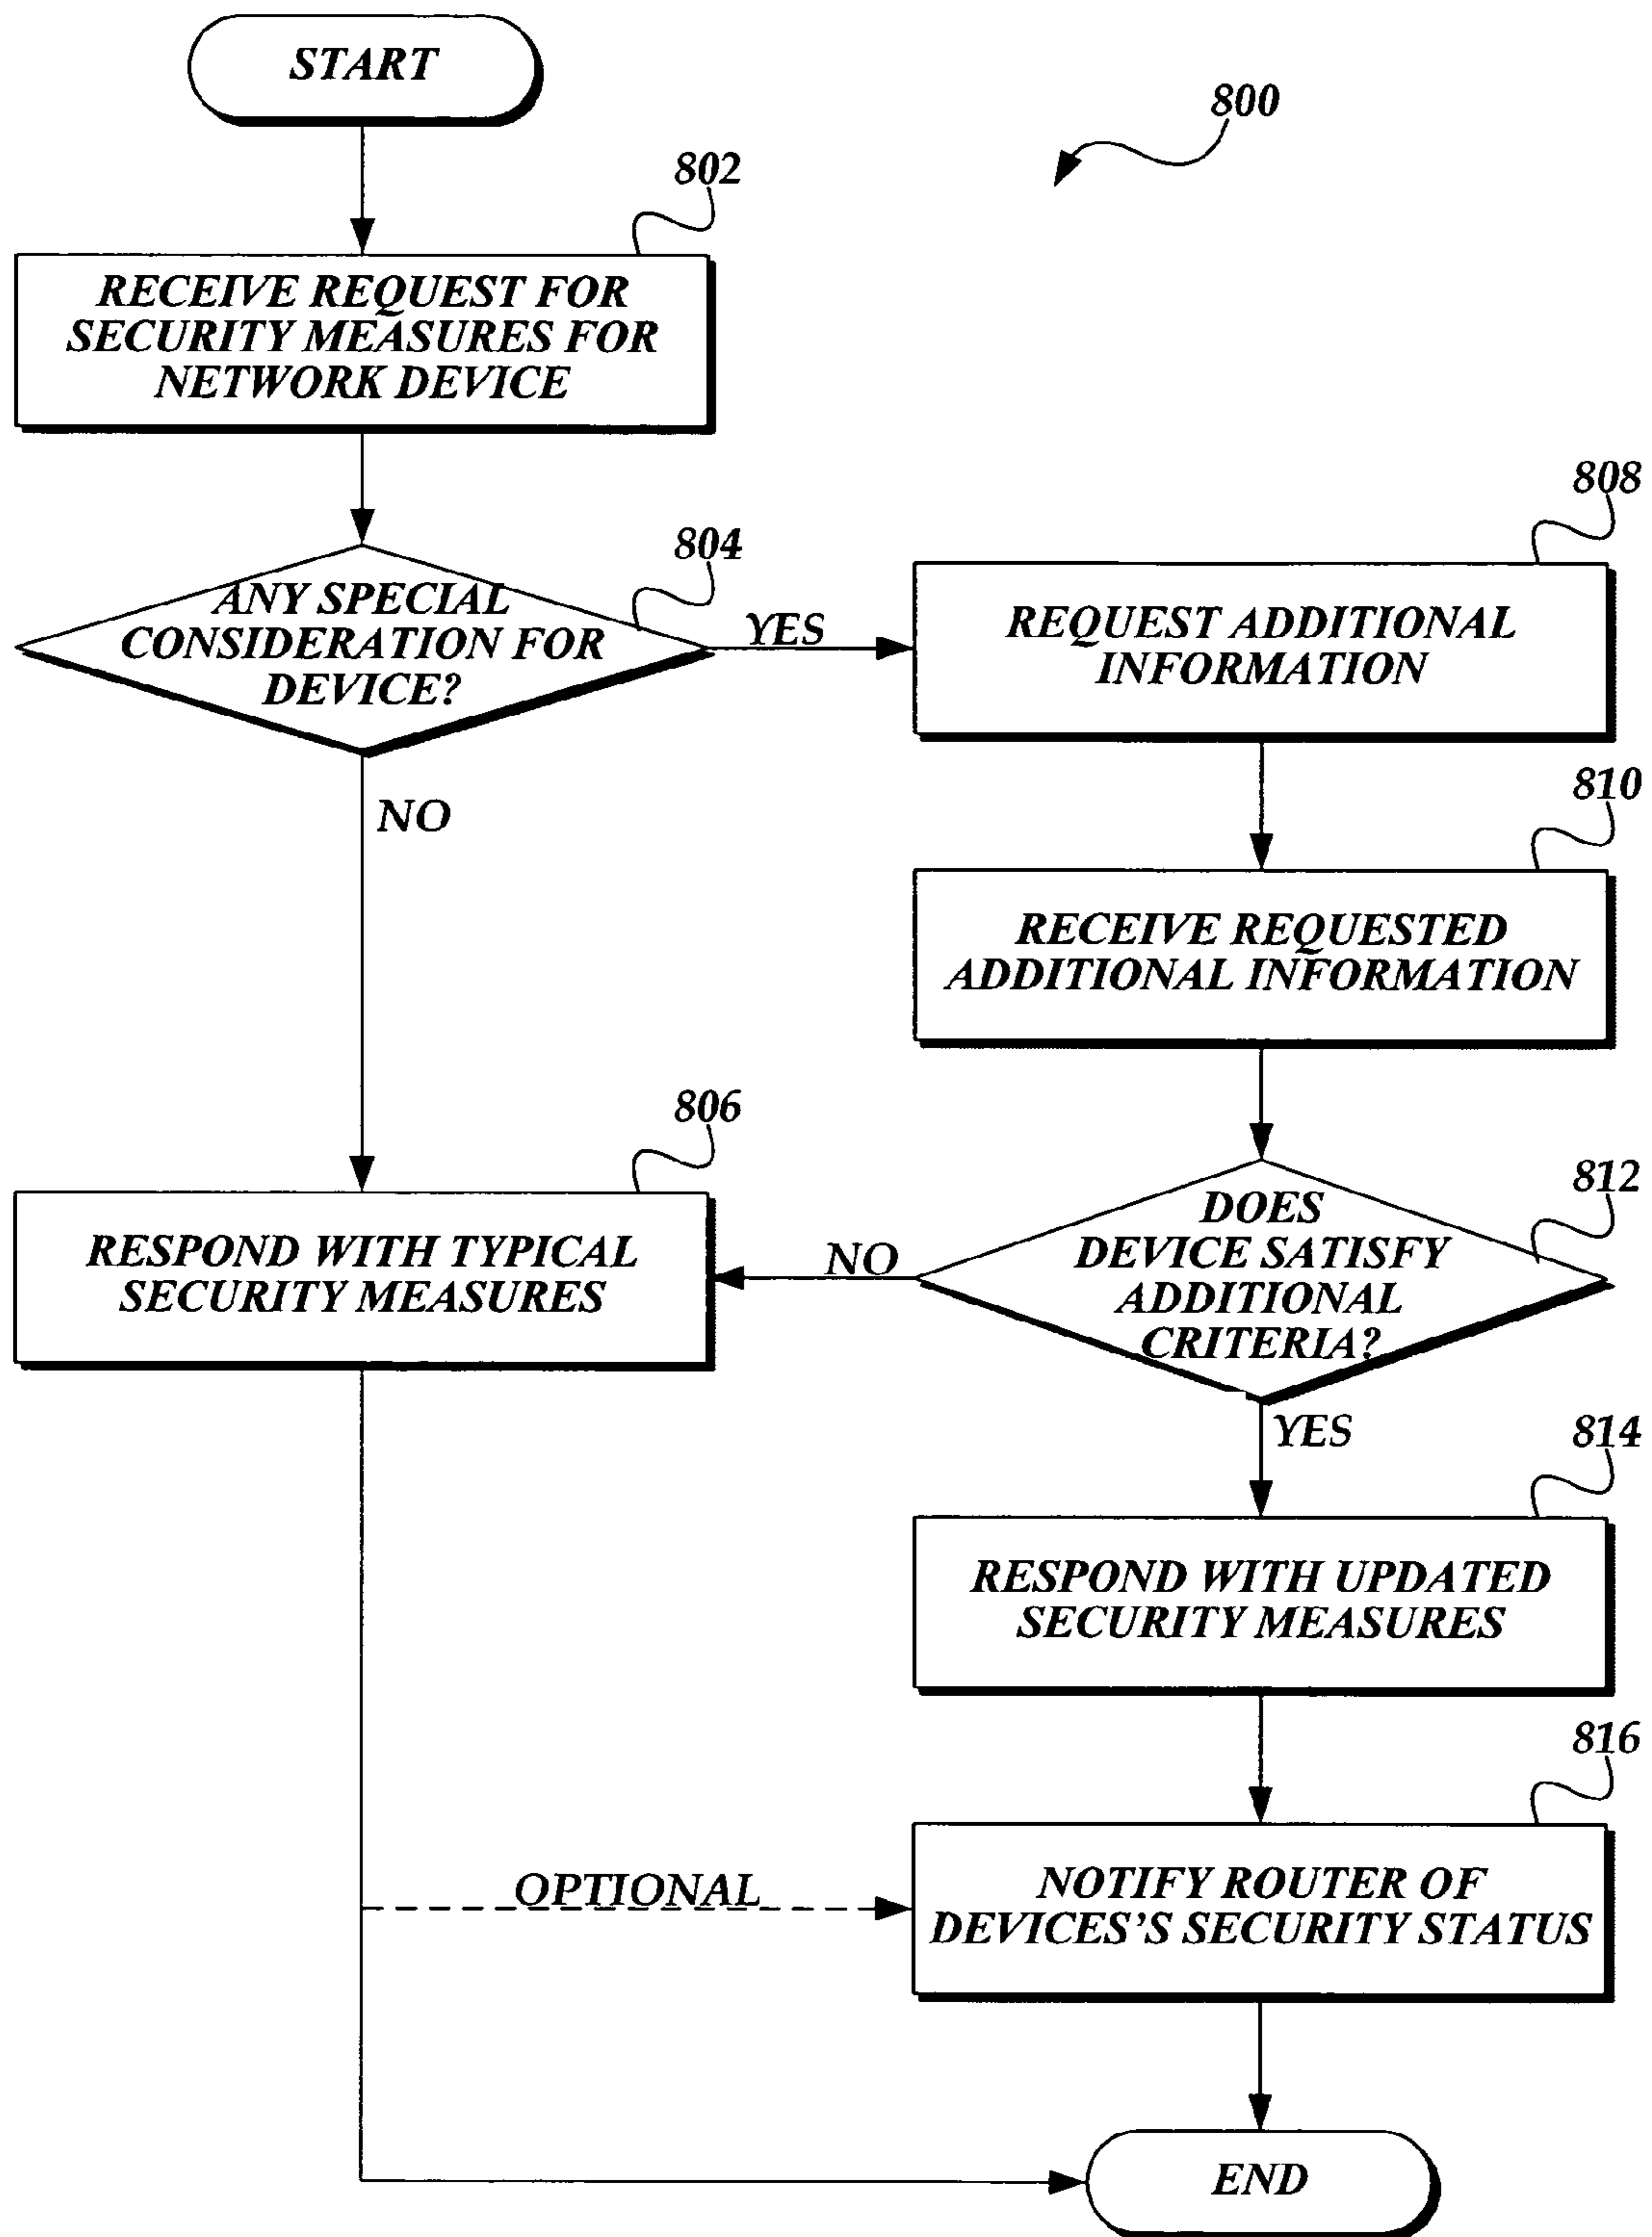 START
800
802
RECEIVE REQUEST FOR
SECURITY MEASURES FOR
NETWORK DEVICE
804
ANY SPECIAL
CONSIDERATION FOR
DEVICE?
YES
NO
808
REQUEST ADDITIONAL
INFORMATION
810
RECEIVE REQUESTED
ADDITIONAL INFORMATION
806
RESPOND WITH TYPICAL
SECURITY MEASURES
812
DOES
DEVICE SATISFY
ADDITIONAL
CRITERIA?
NO
YES
814
RESPOND WITH UPDATED
SECURITY MEASURES
816
OPTIONAL
NOTIFY ROUTER OF
DEVICES'S SECURITY STATUS
END